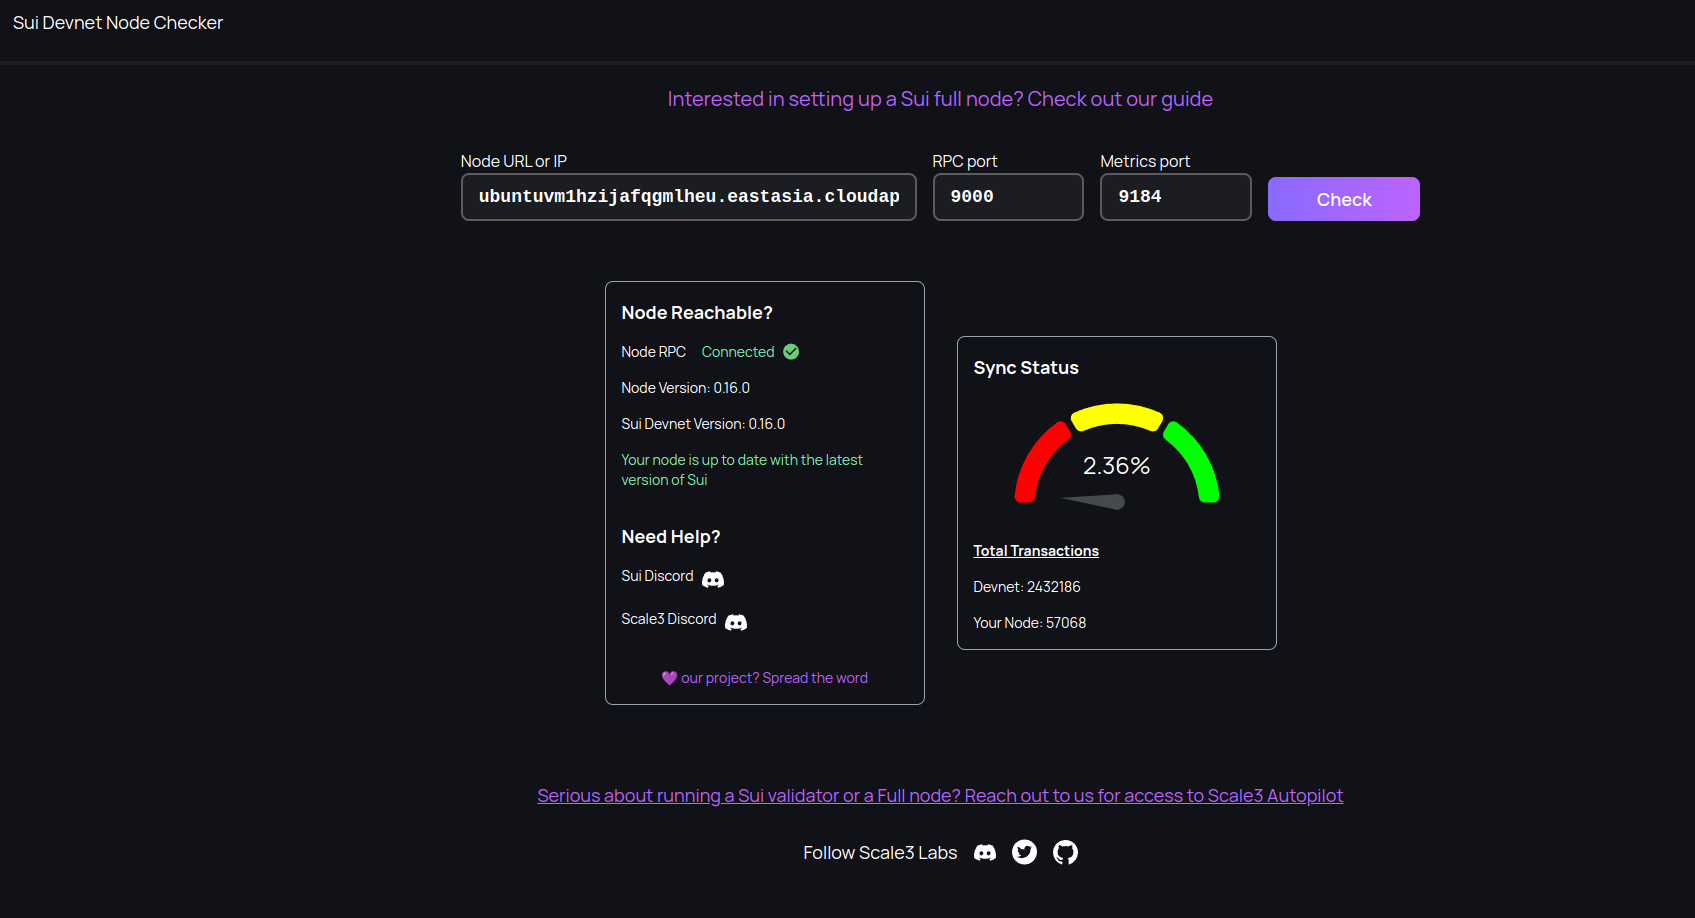 Sui Devnet Node Checker
Interested in setting up a Sui full node? Check out our guide
Node URL or IP
RPC port
Metrics port
ubuntuvm1hzijafqgmlheu.eastasia.cloudap
9000
9184
Check
Node Reachable?
Node RPC Connected
Node Version: 0.16.0
Sui Devnet Version: 0.16.0
Your node is up to date with the latest
version of Sui
Need Help?
Sui Discord
Scale3 Discord
💜 our project? Spread the word
Sync Status
2.36%
Total Transactions
Devnet: 2432186
Your Node: 57068
Serious about running a Sui validator or a Full node? Reach out to us for access to Scale3 Autopilot
Follow Scale3 Labs